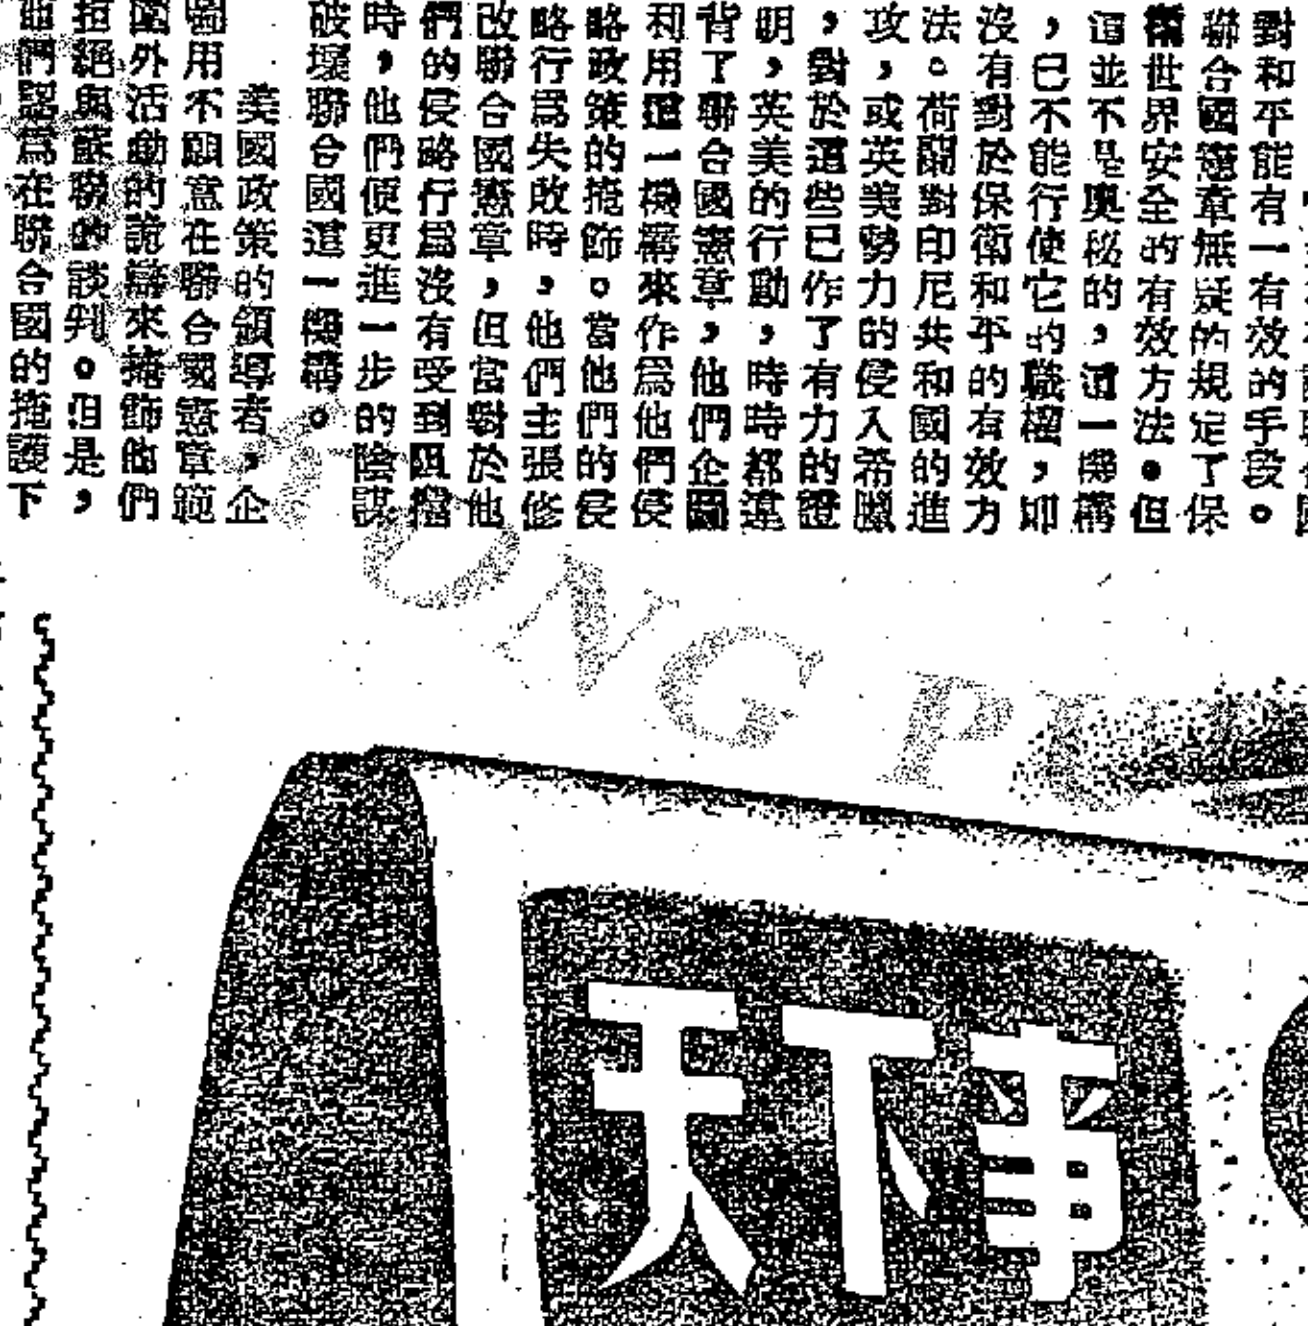 對和平能有一有效的手段。
聯合國憲章無疑的規定了保
衞世界安全的有效方法。但
這並不是奧秘的，這一機構
，已不能行使它的職權，如
沒有對於保衛和平的有效方
法。荷蘭對印尼共和國的進
攻，或英美勢力的侵入希臘
，對於這些已作了有力的證
明，英美的行動，時時都違
背了聯合國憲章，他們企圖
利用這一機構來作爲他們侵
略政策的掩飾。當他們的侵
略行爲失敗時，他們主張修
改聯合國憲章，但當對於他
們的侵略行爲沒有受到阻擋
時，他們便更進一步的陰謀
破壞聯合國這一機構。
美國政策的領導者，企
圖用不願意在聯合國憲章範
圍外活動的詭辯來掩飾他們
拒絕與蘇聯的談判。但是，
他們認爲在聯合國的掩護下
ONG PU
天下事